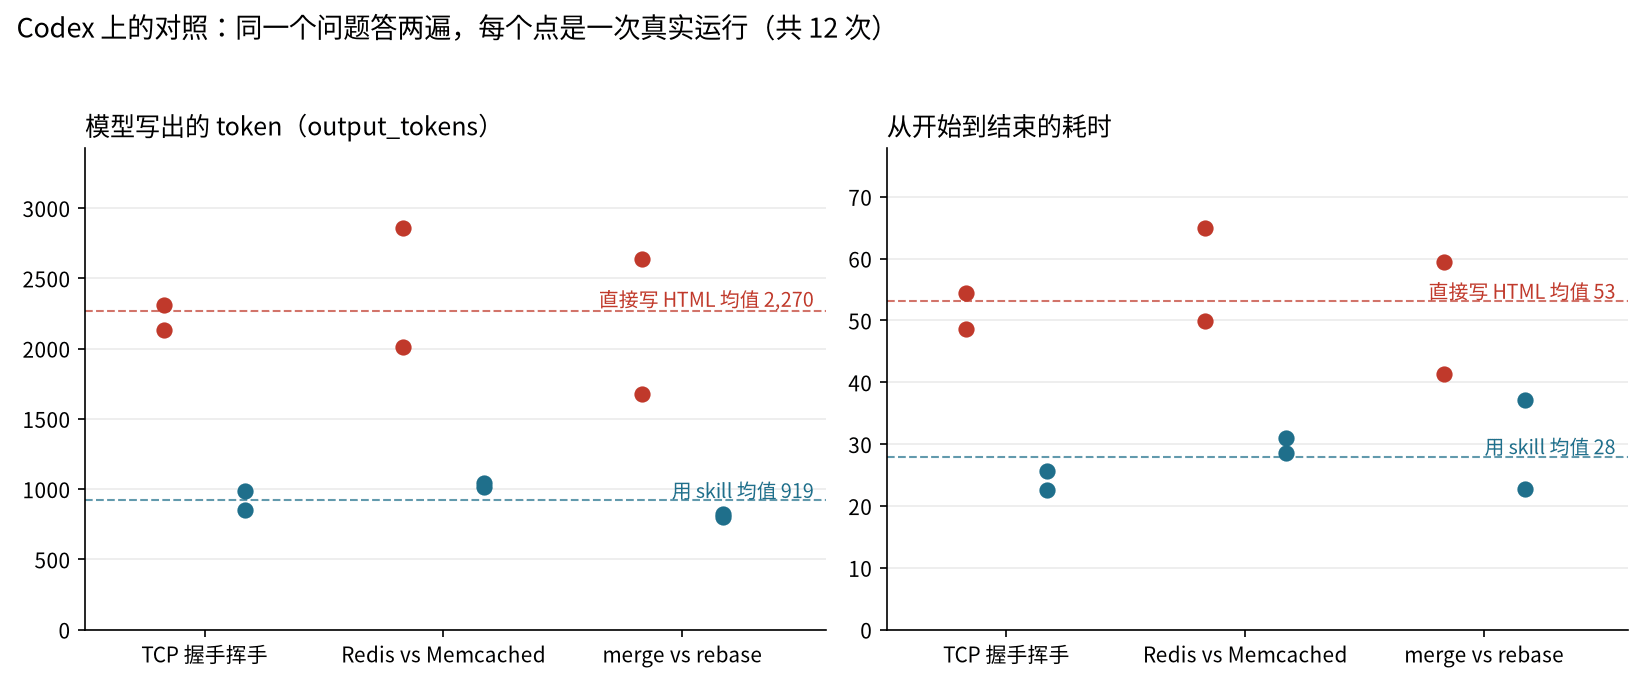 Codex 上的对照：同一个问题答两遍，每个点是一次真实运行（共 12 次）
模型写出的 token（output_tokens）
3000
2500
2000
1500
1000
500
0
直接写 HTML 均值 2,270
用 skill 均值 919
TCP 握手挥手
Redis vs Memcached
merge vs rebase
从开始到结束的耗时
70
60
50
40
30
20
10
0
直接写 HTML 均值 53
用 skill 均值 28
TCP 握手挥手
Redis vs Memcached
merge vs rebase